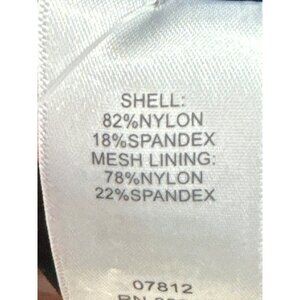 SHELL:
82%NYLON
18%SPANDEX
MESH LINING:
78%NYLON
22%SPANDEX
07812